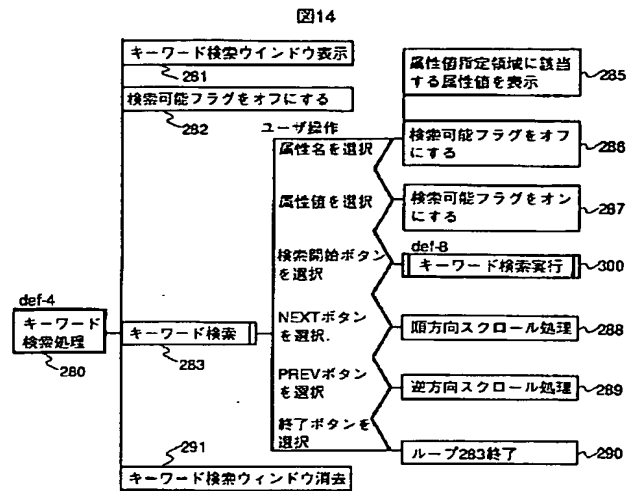 図14
キーワード検索ウインドウ表示
281
検索可能フラグをオフにする
282
def-4
キーワード
検索処理
280
キーワード検索
283
ユーザ操作
属性名を選択
属性値指定領域に該当
する属性値を表示
285
検索可能フラグをオフ
にする
286
属性値を選択
検索可能フラグをオン
にする
287
検索開始ボタン
を選択
def-8
キーワード検索実行
300
NEXTボタン
を選択.
順方向スクロール処理
288
PREVボタン
を選択
逆方向スクロール処理
289
終了ボタンを
選択
ループ283終了
290
291
キーワード検索ウィンドウ消去